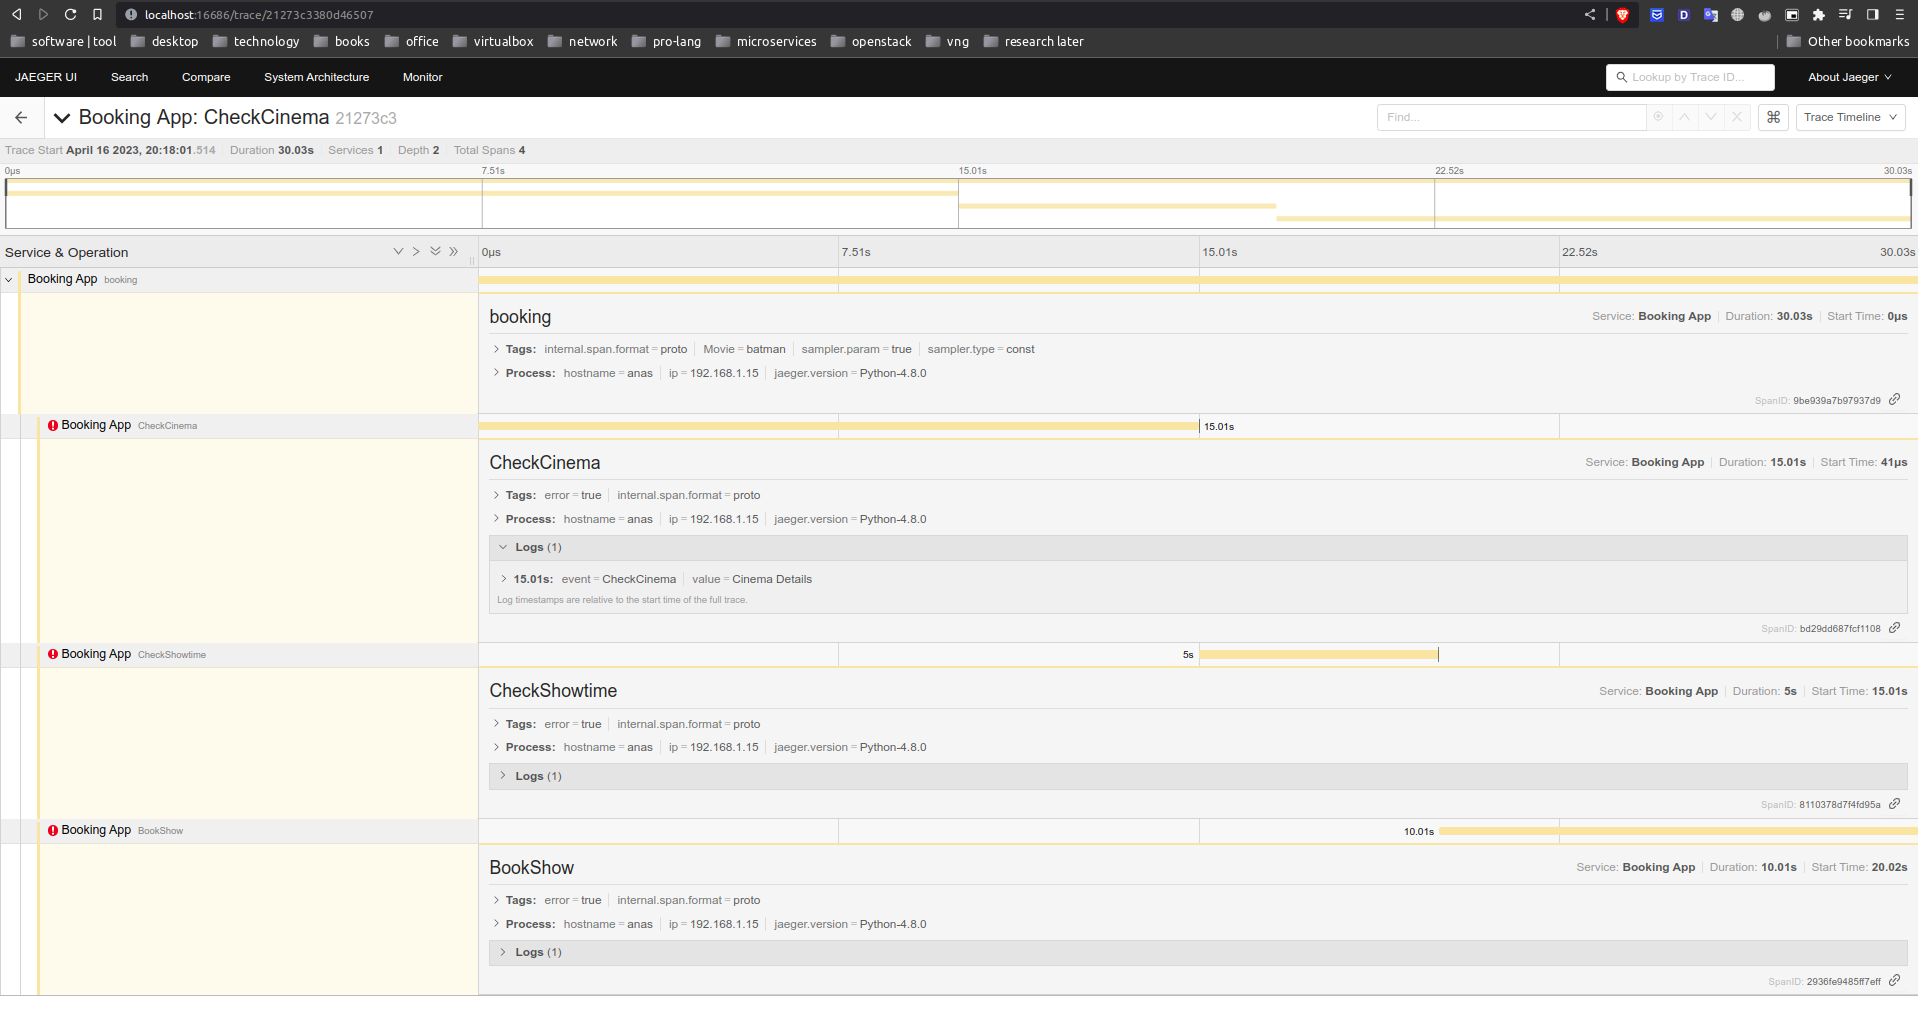 localhost:16686/trace/21273c3380d46507
software | tool desktop technology books office virtualbox network pro-lang microservices openstack vng research later Other bookmarks
JAEGER UI Search Compare System Architecture Monitor Lookup by Trace ID... About Jaeger
Booking App: CheckCinema 21273c3 Find... ⌘ Trace Timeline
Trace Start April 16 2023, 20:18:01.514 Duration 30.03s Services 1 Depth 2 Total Spans 4
0μs 7.51s 15.01s 22.52s 30.03s
Service & Operation 0μs 7.51s 15.01s 22.52s 30.03s
Booking App booking
booking Service: Booking App Duration: 30.03s Start Time: 0μs
Tags: internal.span.format = proto Movie = batman sampler.param = true sampler.type = const
Process: hostname = anas ip = 192.168.1.15 jaeger.version = Python-4.8.0
SpanID: 9be939a7b97937d9
Booking App CheckCinema 15.01s
CheckCinema Service: Booking App Duration: 15.01s Start Time: 41μs
Tags: error = true internal.span.format = proto
Process: hostname = anas ip = 192.168.1.15 jaeger.version = Python-4.8.0
Logs (1)
15.01s: event = CheckCinema value = Cinema Details
Log timestamps are relative to the start time of the full trace.
SpanID: bd29dd687fcf1108
Booking App CheckShowtime 5s
CheckShowtime Service: Booking App Duration: 5s Start Time: 15.01s
Tags: error = true internal.span.format = proto
Process: hostname = anas ip = 192.168.1.15 jaeger.version = Python-4.8.0
Logs (1)
SpanID: 8110378d7f4fd95a
Booking App BookShow 10.01s
BookShow Service: Booking App Duration: 10.01s Start Time: 20.02s
Tags: error = true internal.span.format = proto
Process: hostname = anas ip = 192.168.1.15 jaeger.version = Python-4.8.0
Logs (1)
SpanID: 2936fe9485ff7eff